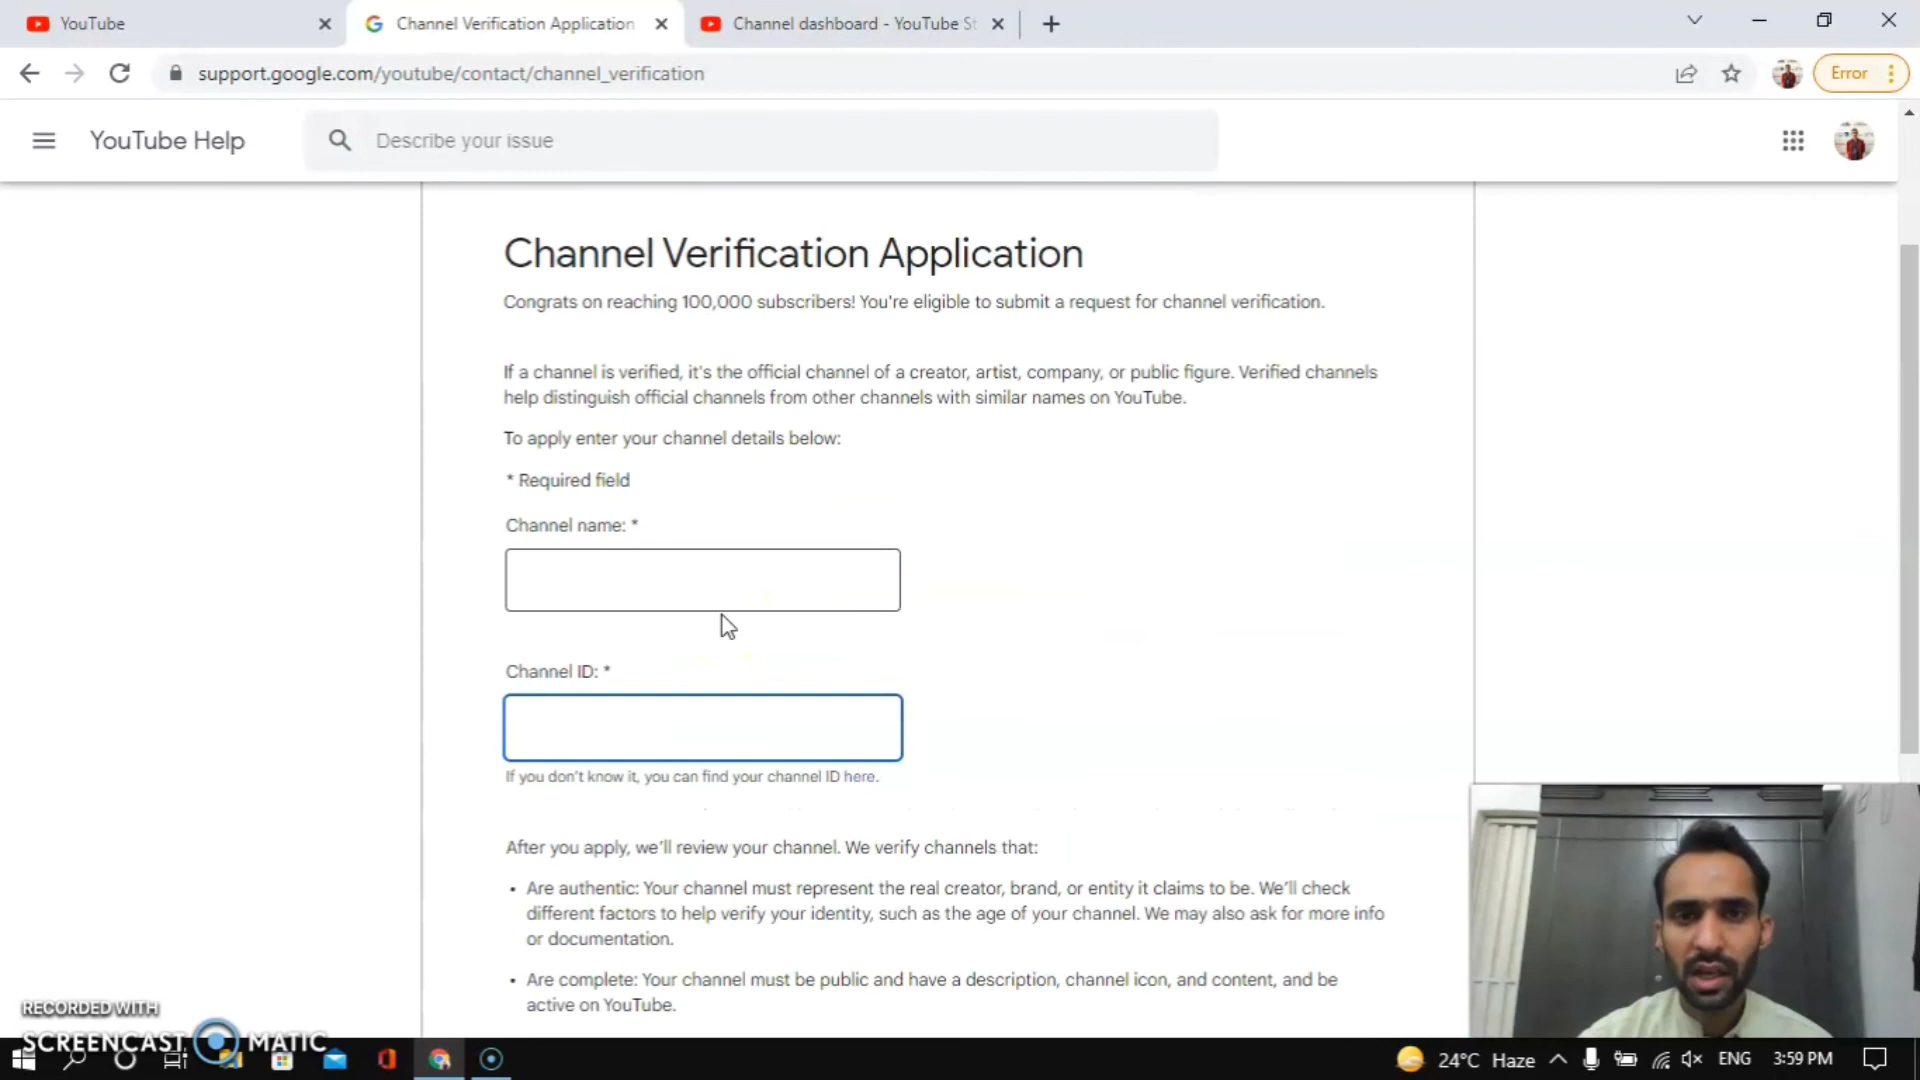 YouTube
Channel Verification Application
Channel dashboard - YouTube St
support.google.com/youtube/contact/channel_verification
Error
YouTube Help
Describe your issue
Channel Verification Application
Congrats on reaching 100,000 subscribers! You're eligible to submit a request for channel verification.
If a channel is verified, it's the official channel of a creator, artist, company, or public figure. Verified channels
help distinguish official channels from other channels with similar names on YouTube.
To apply enter your channel details below:
* Required field
Channel name: *
Channel ID: *
If you don't know it, you can find your channel ID here.
After you apply, we'll review your channel. We verify channels that:
• Are authentic: Your channel must represent the real creator, brand, or entity it claims to be. We'll check
different factors to help verify your identity, such as the age of your channel. We may also ask for more info
or documentation.
• Are complete: Your channel must be public and have a description, channel icon, and content, and be
active on YouTube.
RECORDED WITH
SCREENCAST MATIC
24°C Haze
ENG
3:59 PM